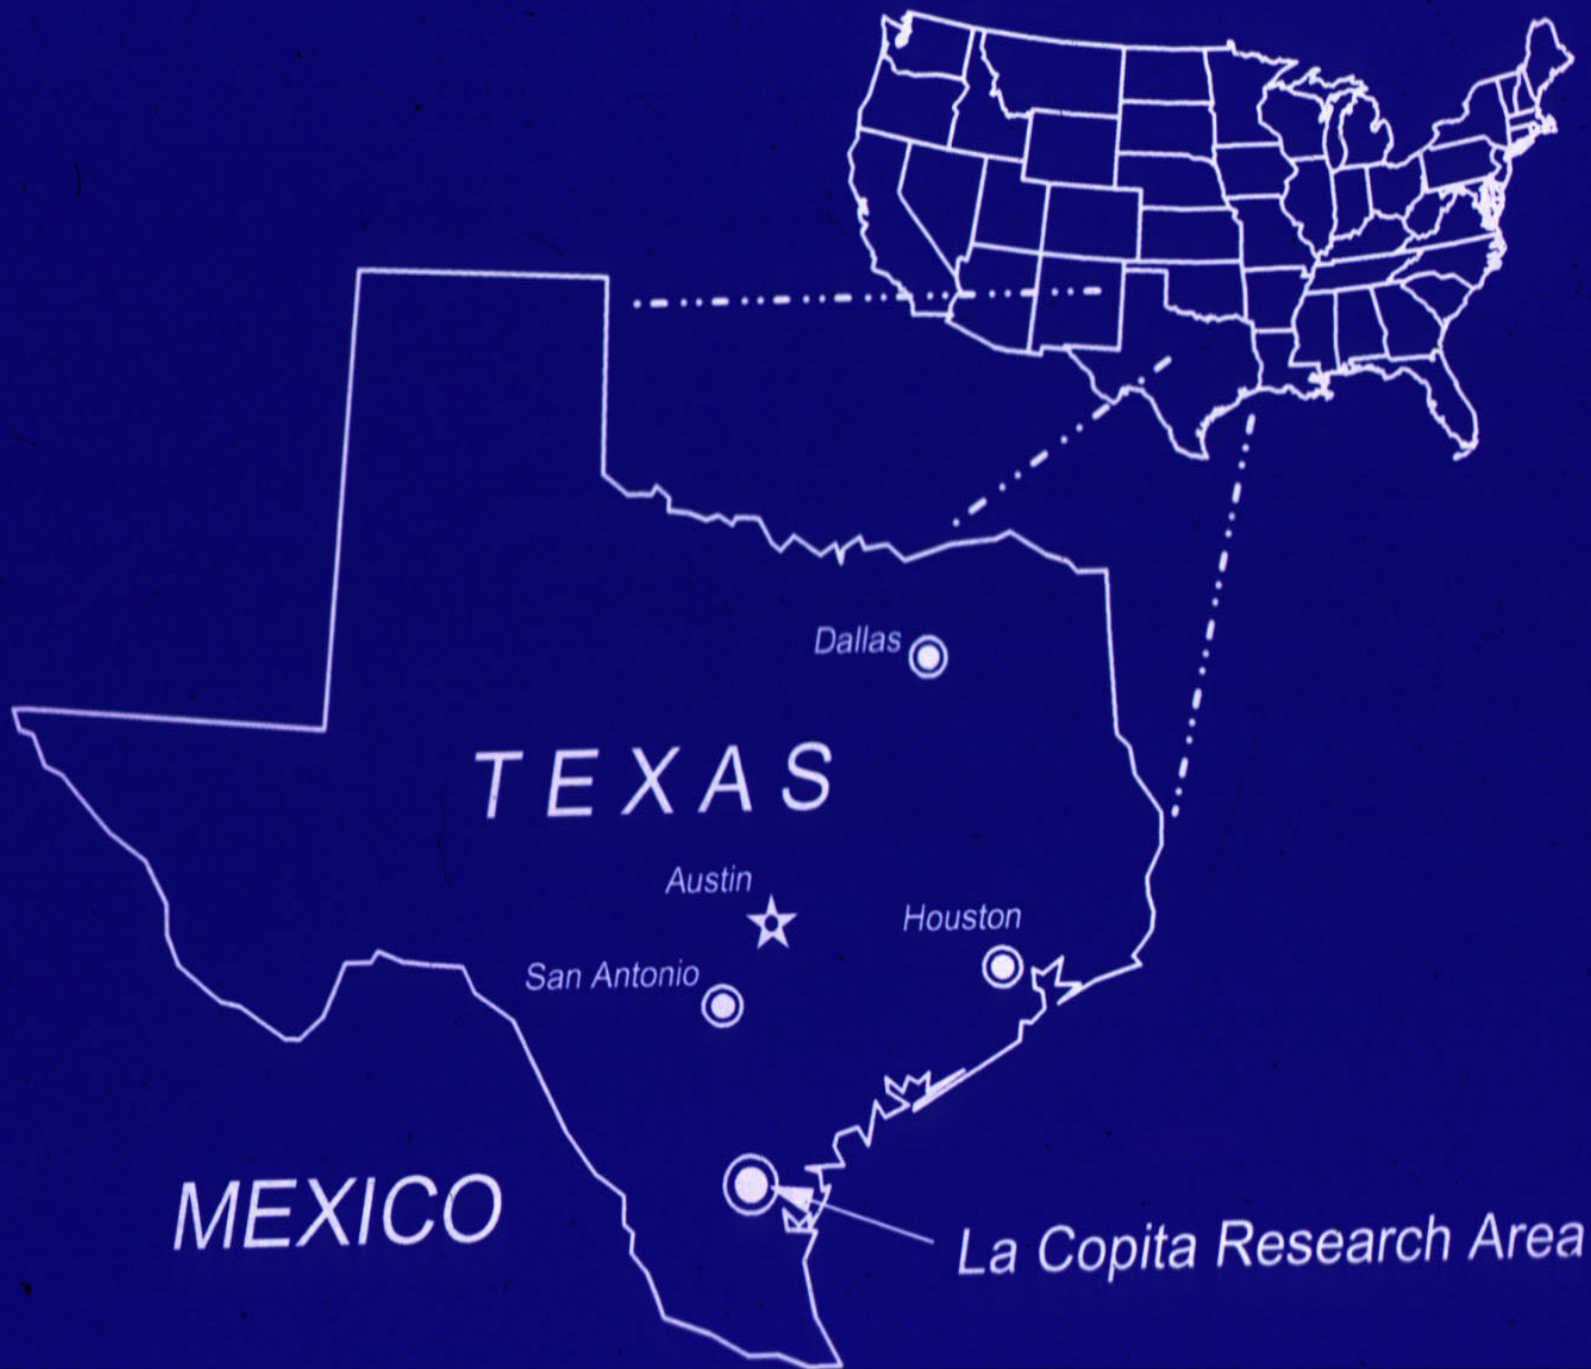 Dallas
TEXAS
Austin
Houston
San Antonio
MEXICO
La Copita Research Area